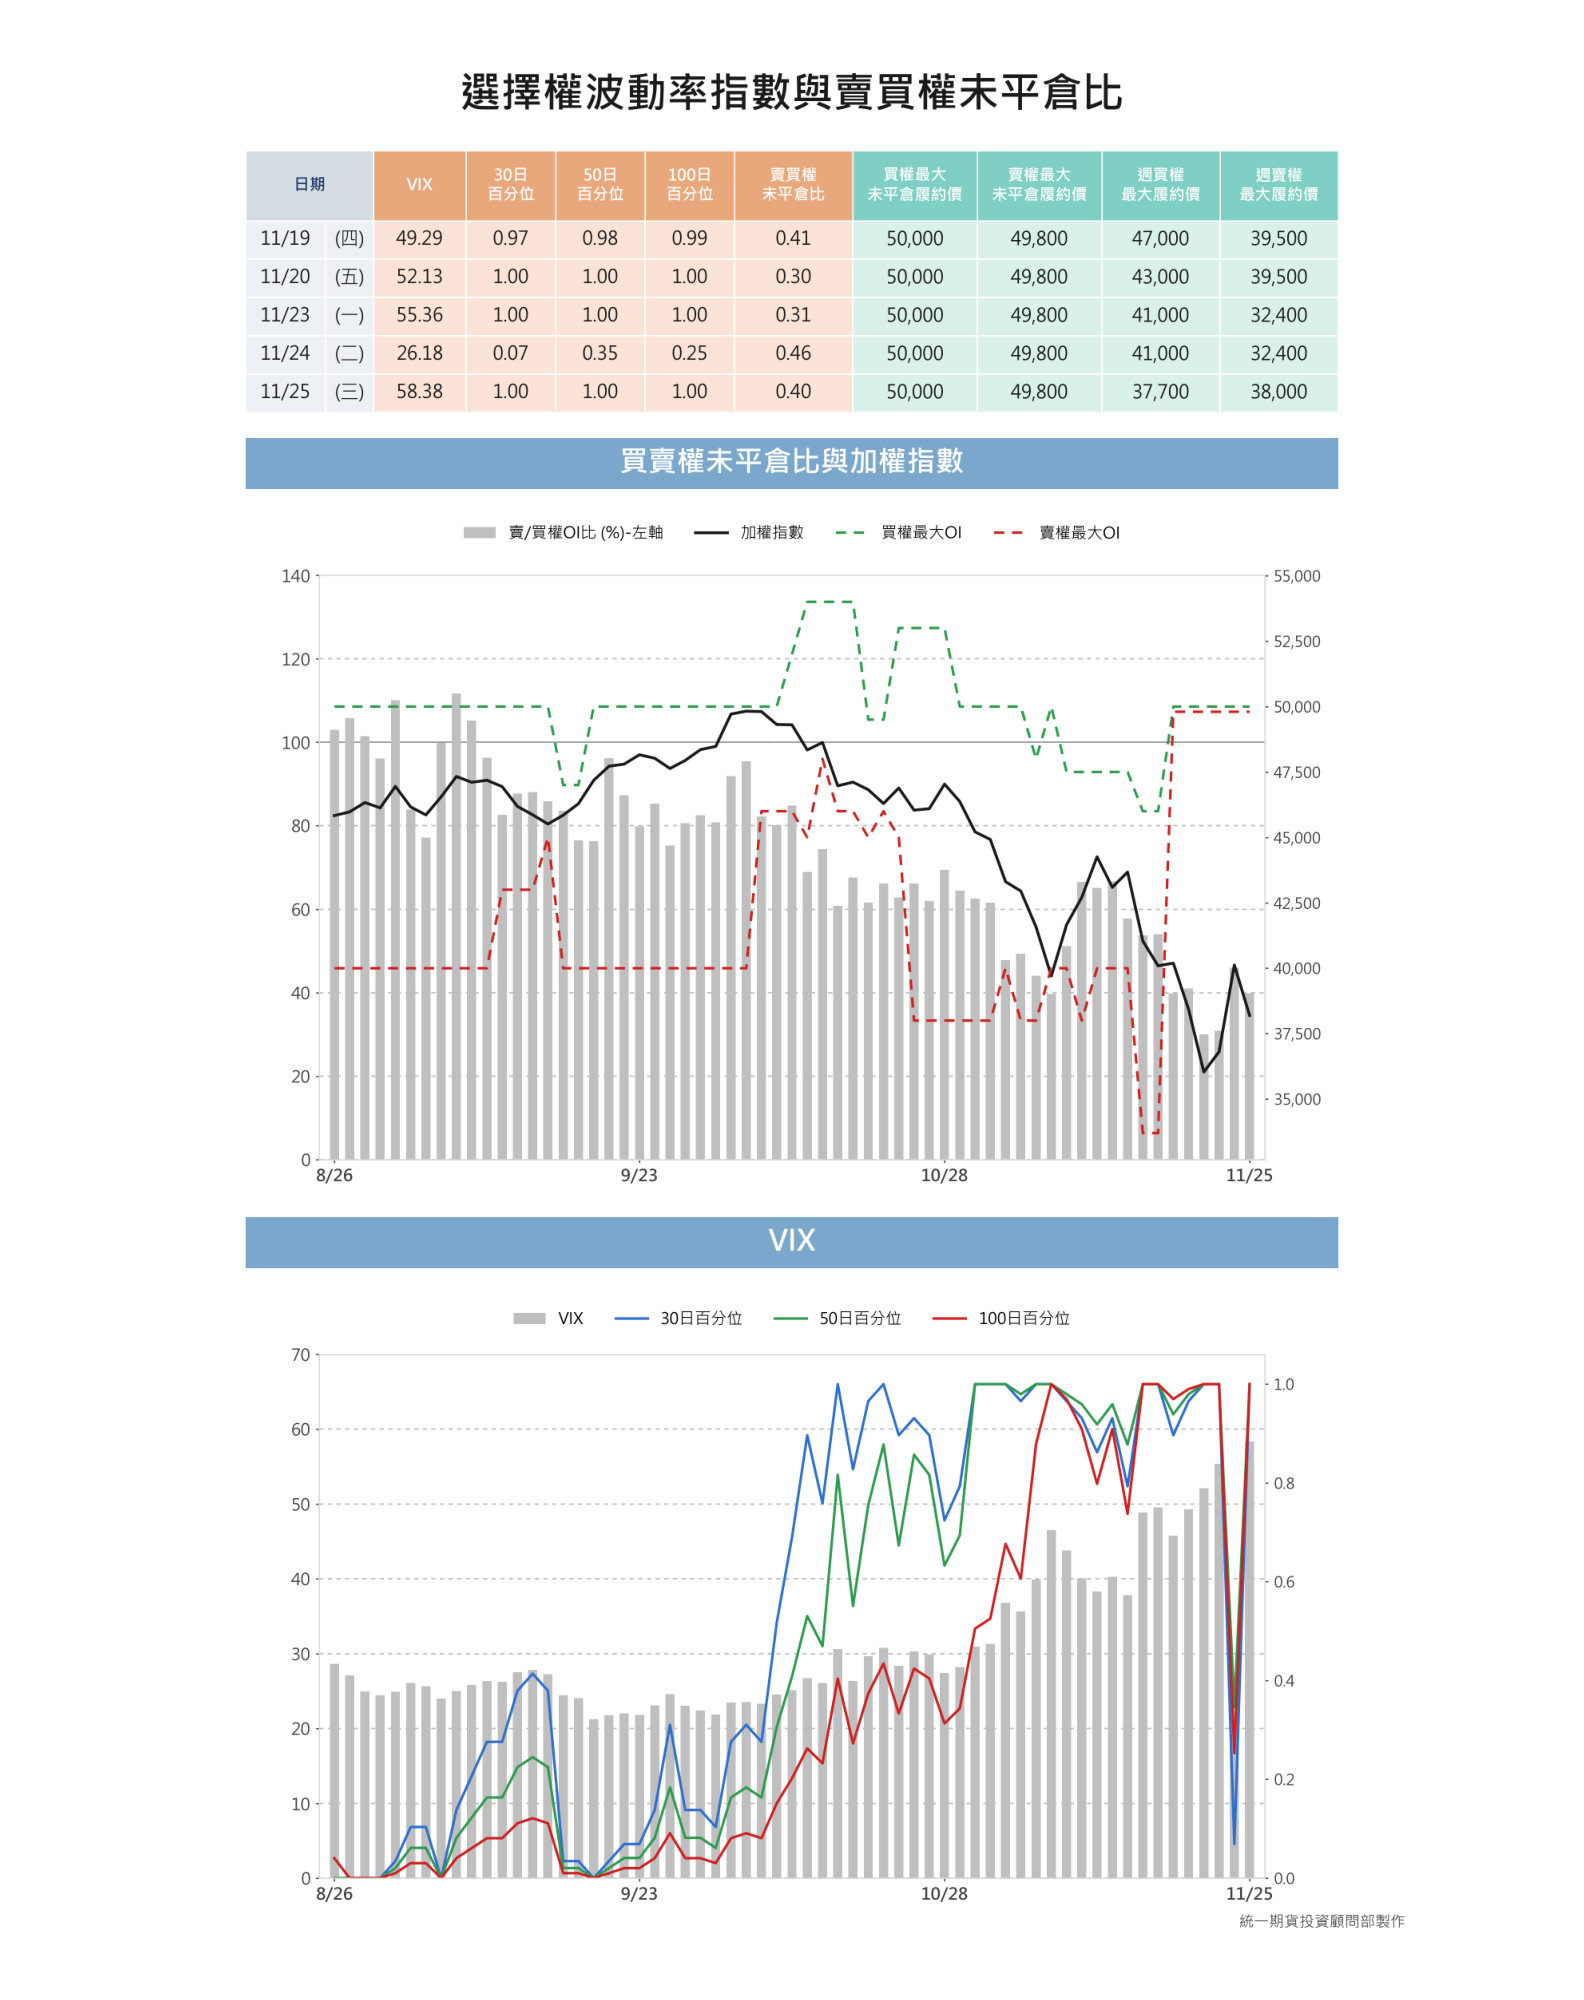 選擇權波動率指數與賣買權未平倉比
日期 VIX 30日百分位 50日百分位 100日百分位 賣買權未平倉比 買權最大未平倉履約價 賣權最大未平倉履約價 週買權最大履約價 週賣權最大履約價
11/19 (四) 49.29 0.97 0.98 0.99 0.41 50,000 49,800 47,000 39,500
11/20 (五) 52.13 1.00 1.00 1.00 0.30 50,000 49,800 43,000 39,500
11/23 (一) 55.36 1.00 1.00 1.00 0.31 50,000 49,800 41,000 32,400
11/24 (二) 26.18 0.07 0.35 0.25 0.46 50,000 49,800 41,000 32,400
11/25 (三) 58.38 1.00 1.00 1.00 0.40 50,000 49,800 37,700 38,000
買賣權未平倉比與加權指數
賣/買權OI比 (%)-左軸 加權指數 買權最大OI 賣權最大OI
140 55,000
52,500
120
50,000
100
47,500
80 45,000
60 42,500
40,000
40
37,500
20
35,000
0
8/26 9/23 10/28 11/25
VIX
VIX 30日百分位 50日百分位 100日百分位
70
1.0
60
0.8
50
40 0.6
30
0.4
20
0.2
10
0 0.0
8/26 9/23 10/28 11/25
統一期貨投資顧問部製作